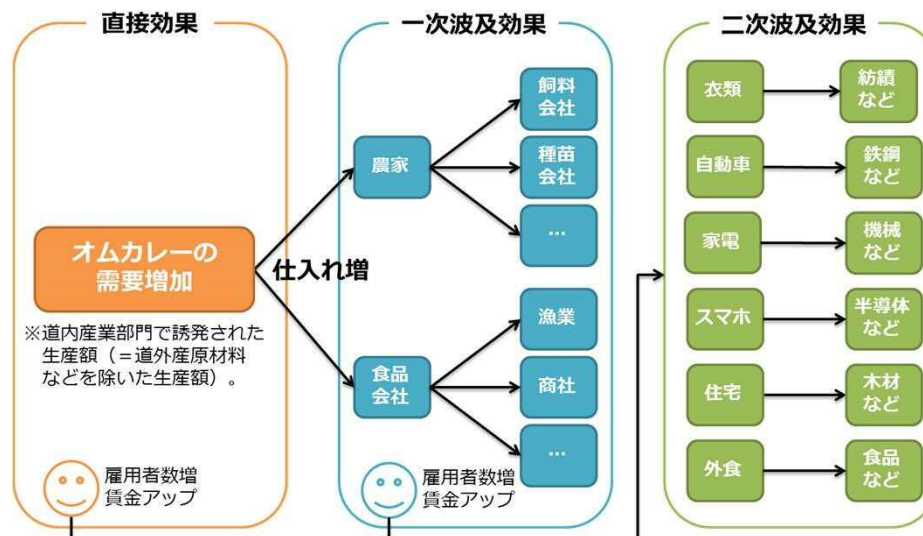 直接効果
オムカレーの
需要増加
※道内産業部門で誘発された
生産額（＝道外産原材料
などを除いた生産額）。
雇用者数増
賃金アップ
仕入れ増
一次波及効果
農家
飼料
会社
種苗
会社
…
食品
会社
漁業
商社
…
雇用者数増
賃金アップ
二次波及効果
衣類
紡績
など
自動車
鉄鋼
など
家電
機械
など
スマホ
半導体
など
住宅
木材
など
外食
食品
など